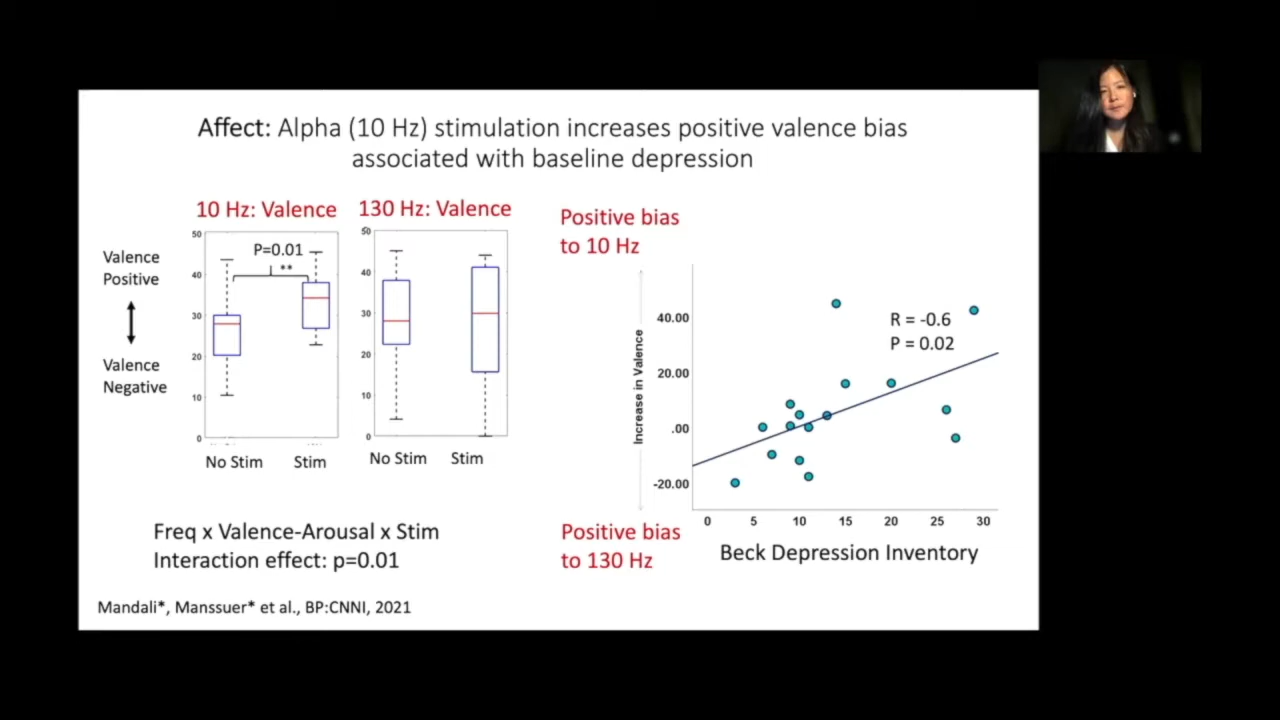 Affect: Alpha (10 Hz) stimulation increases positive valence bias
associated with baseline depression
10 Hz: Valence
130 Hz: Valence
Valence
Positive
Valence
Negative
P=0.01
**
50
40
30
20
10
0
No Stim
Stim
50
40
30
20
10
0
No Stim
Stim
Freq x Valence-Arousal x Stim
Interaction effect: p=0.01
Positive bias
to 10 Hz
Increase in Valence
40.00
20.00
.00
-20.00
R = -0.6
P = 0.02
0 5 10 15 20 25 30
Beck Depression Inventory
Positive bias
to 130 Hz
Mandali*, Manssuer* et al., BP:CNNI, 2021